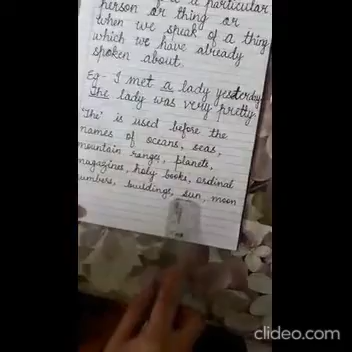 a particular
person or thing or
when we speak of a thing
which we have already
spoken about.
Eg- I met a lady yesterday
The lady was very pretty.
'The' is used before the
names of oceans, seas,
mountain ranges, planets,
magazines, holy books, ordinal
umbers, buildings, sun, moon
clideo.com